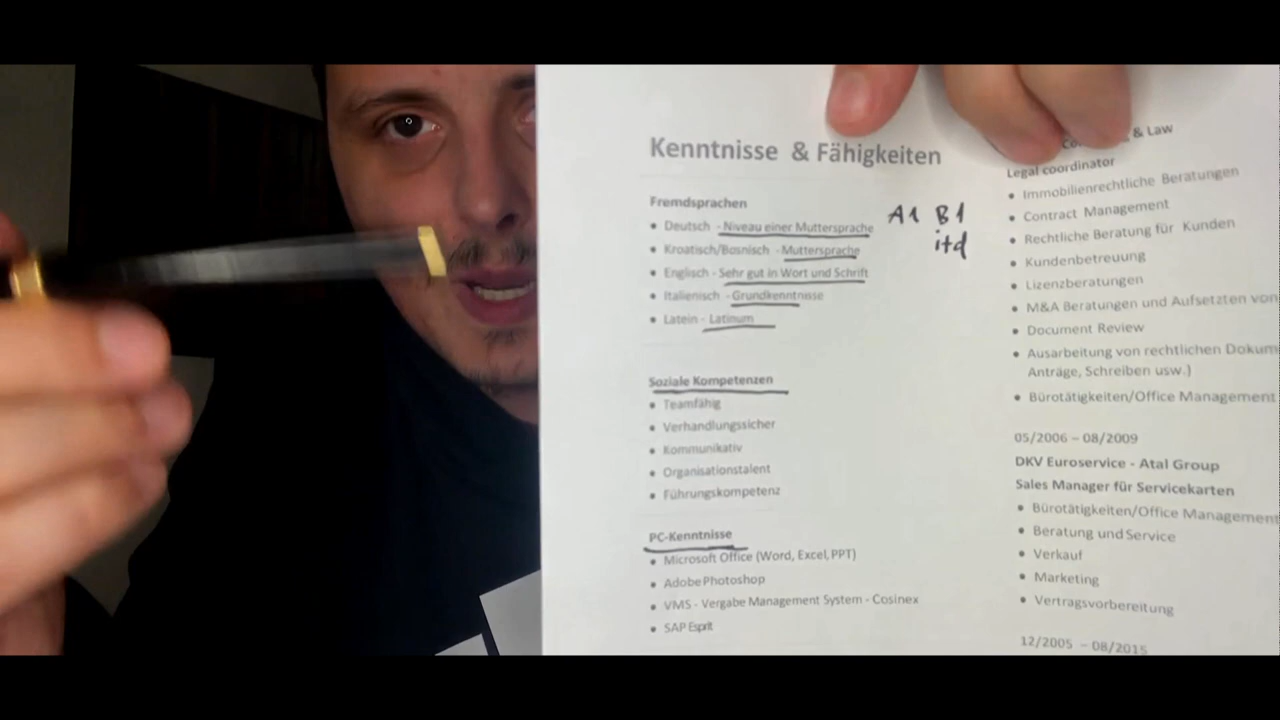 Kenntnisse & Fähigkeiten
Fremdsprachen
• Deutsch - Niveau einer Muttersprache
• Kroatisch/Bosnisch - Muttersprache
• Englisch - Sehr gut in Wort und Schrift
• Italienisch - Grundkenntnisse
• Latein - Latinum
A1 B1
itd
Soziale Kompetenzen
• Teamfähig
• Verhandlungssicher
• Kommunikativ
• Organisationstalent
• Führungskompetenz
PC-Kenntnisse
• Microsoft Office (Word, Excel, PPT)
• Adobe Photoshop
• VMS - Vergabe Management System - Cosinex
• SAP Esprit
& Law
Legal coordinator
• Immobilienrechtliche Beratungen
• Contract Management
• Rechtliche Beratung für Kunden
• Kundenbetreuung
• Lizenzberatungen
• M&A Beratungen und Aufsetzten von
• Document Review
• Ausarbeitung von rechtlichen
Anträge, Schreiben usw.)
• Bürotätigkeiten/Office Management
05/2006 – 08/2009
DKV Euroservice - Atal Group
Sales Manager für Servicekarten
• Bürotätigkeiten/Office Management
• Beratung und Service
• Verkauf
• Marketing
• Vertragsvorbereitung
12/2005 – 08/2015